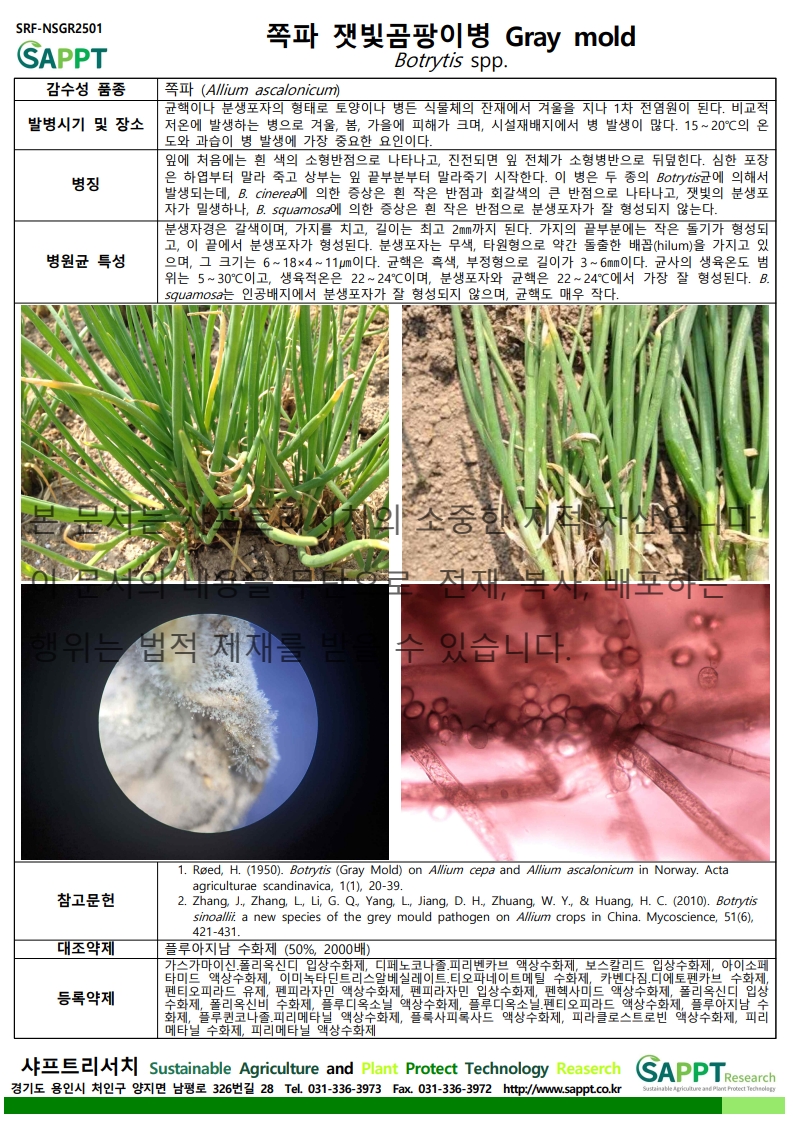 SRF-NSGR2501
SAPPT
쪽파 잿빛곰팡이병 Gray mold
Botrytis spp.
감수성 품종
쪽파 (Allium ascalonicum)
발병시기 및 장소
균핵이나 분생포자의 형태로 토양이나 병든 식물체의 잔재에서 겨울을 지나 1차 전염원이 된다. 비교적
저온에 발생하는 병으로 겨울, 봄, 가을에 피해가 크며, 시설재배지에서 병 발생이 많다. 15~20℃의 온
도와 과습이 병 발생에 가장 중요한 요인이다.
병징
잎에 처음에는 흰 색의 소형반점으로 나타나고, 진전되면 잎 전체가 소형병반으로 뒤덮힌다. 심한 포장
은 하엽부터 말라 죽고 상부는 잎 끝부분부터 말라죽기 시작한다. 이 병은 두 종의 Botrytis균에 의해서
발생되는데, B. cinerea에 의한 증상은 흰 작은 반점과 회갈색의 큰 반점으로 나타나고, 잿빛의 분생포
자가 밀생하나, B. squamosa에 의한 증상은 흰 작은 반점으로 분생포자가 잘 형성되지 않는다.
병원균 특성
분생자경은 갈색이며, 가지를 치고, 길이는 최고 2㎜까지 된다. 가지의 끝부분에는 작은 돌기가 형성되
고, 이 끝에서 분생포자가 형성된다. 분생포자는 무색, 타원형으로 약간 돌출한 배꼽(hilum)을 가지고 있
으며, 그 크기는 6~18×4~11㎛이다. 균핵은 흑색, 부정형으로 길이가 3~6㎜이다. 균사의 생육온도 범
위는 5~30℃이고, 생육적온은 22~24℃이며, 분생포자와 균핵은 22~24℃에서 가장 잘 형성된다. B.
squamosa는 인공배지에서 분생포자가 잘 형성되지 않으며, 균핵도 매우 작다.
본 문서는 샤프트리서치의 소중한 지적 자산입니다.
이 문서의 내용을 무단으로 전재, 복사, 배포하는
행위는 법적 제재를 받을 수 있습니다.
참고문헌
1. Røed, H. (1950). Botrytis (Gray Mold) on Allium cepa and Allium ascalonicum in Norway. Acta
agriculturae scandinavica, 1(1), 20-39.
2. Zhang, J., Zhang, L., Li, G. Q., Yang, L., Jiang, D. H., Zhuang, W. Y., & Huang, H. C. (2010). Botrytis
sinoallii: a new species of the grey mould pathogen on Allium crops in China. Mycoscience, 51(6),
421-431.
대조약제
플루아지남 수화제 (50%, 2000배)
등록약제
가스가마이신.폴리옥신디 입상수화제, 디페노코나졸.피리벤카브 액상수화제, 보스칼리드 입상수화제, 아이소페
타미드 액상수화제, 이미녹타딘트리스알베실레이트.티오파네이트메틸 수화제, 카벤다짐.디에토펜카브 수화제,
펜티오피라드 유제, 펜피라자민 액상수화제, 펜피라자민 입상수화제, 펜헥사미드 액상수화제, 폴리옥신디 입상
수화제, 폴리옥신비 수화제, 플루디옥소닐 액상수화제, 플루디옥소닐.펜티오피라드 액상수화제, 플루아지남 수
화제, 플루퀸코나졸.피리메타닐 액상수화제, 플룩사피록사드 액상수화제, 피라클로스트로빈 액상수화제, 피리
메타닐 수화제, 피리메타닐 액상수화제
샤프트리서치 Sustainable Agriculture and Plant Protect Technology Reaserch
경기도 용인시 처인구 양지면 남평로 326번길 28 Tel. 031-336-3973 Fax. 031-336-3972 http://www.sappt.co.kr
SAPPT Research
Sustainable Agriculture and Plant Protect Technology